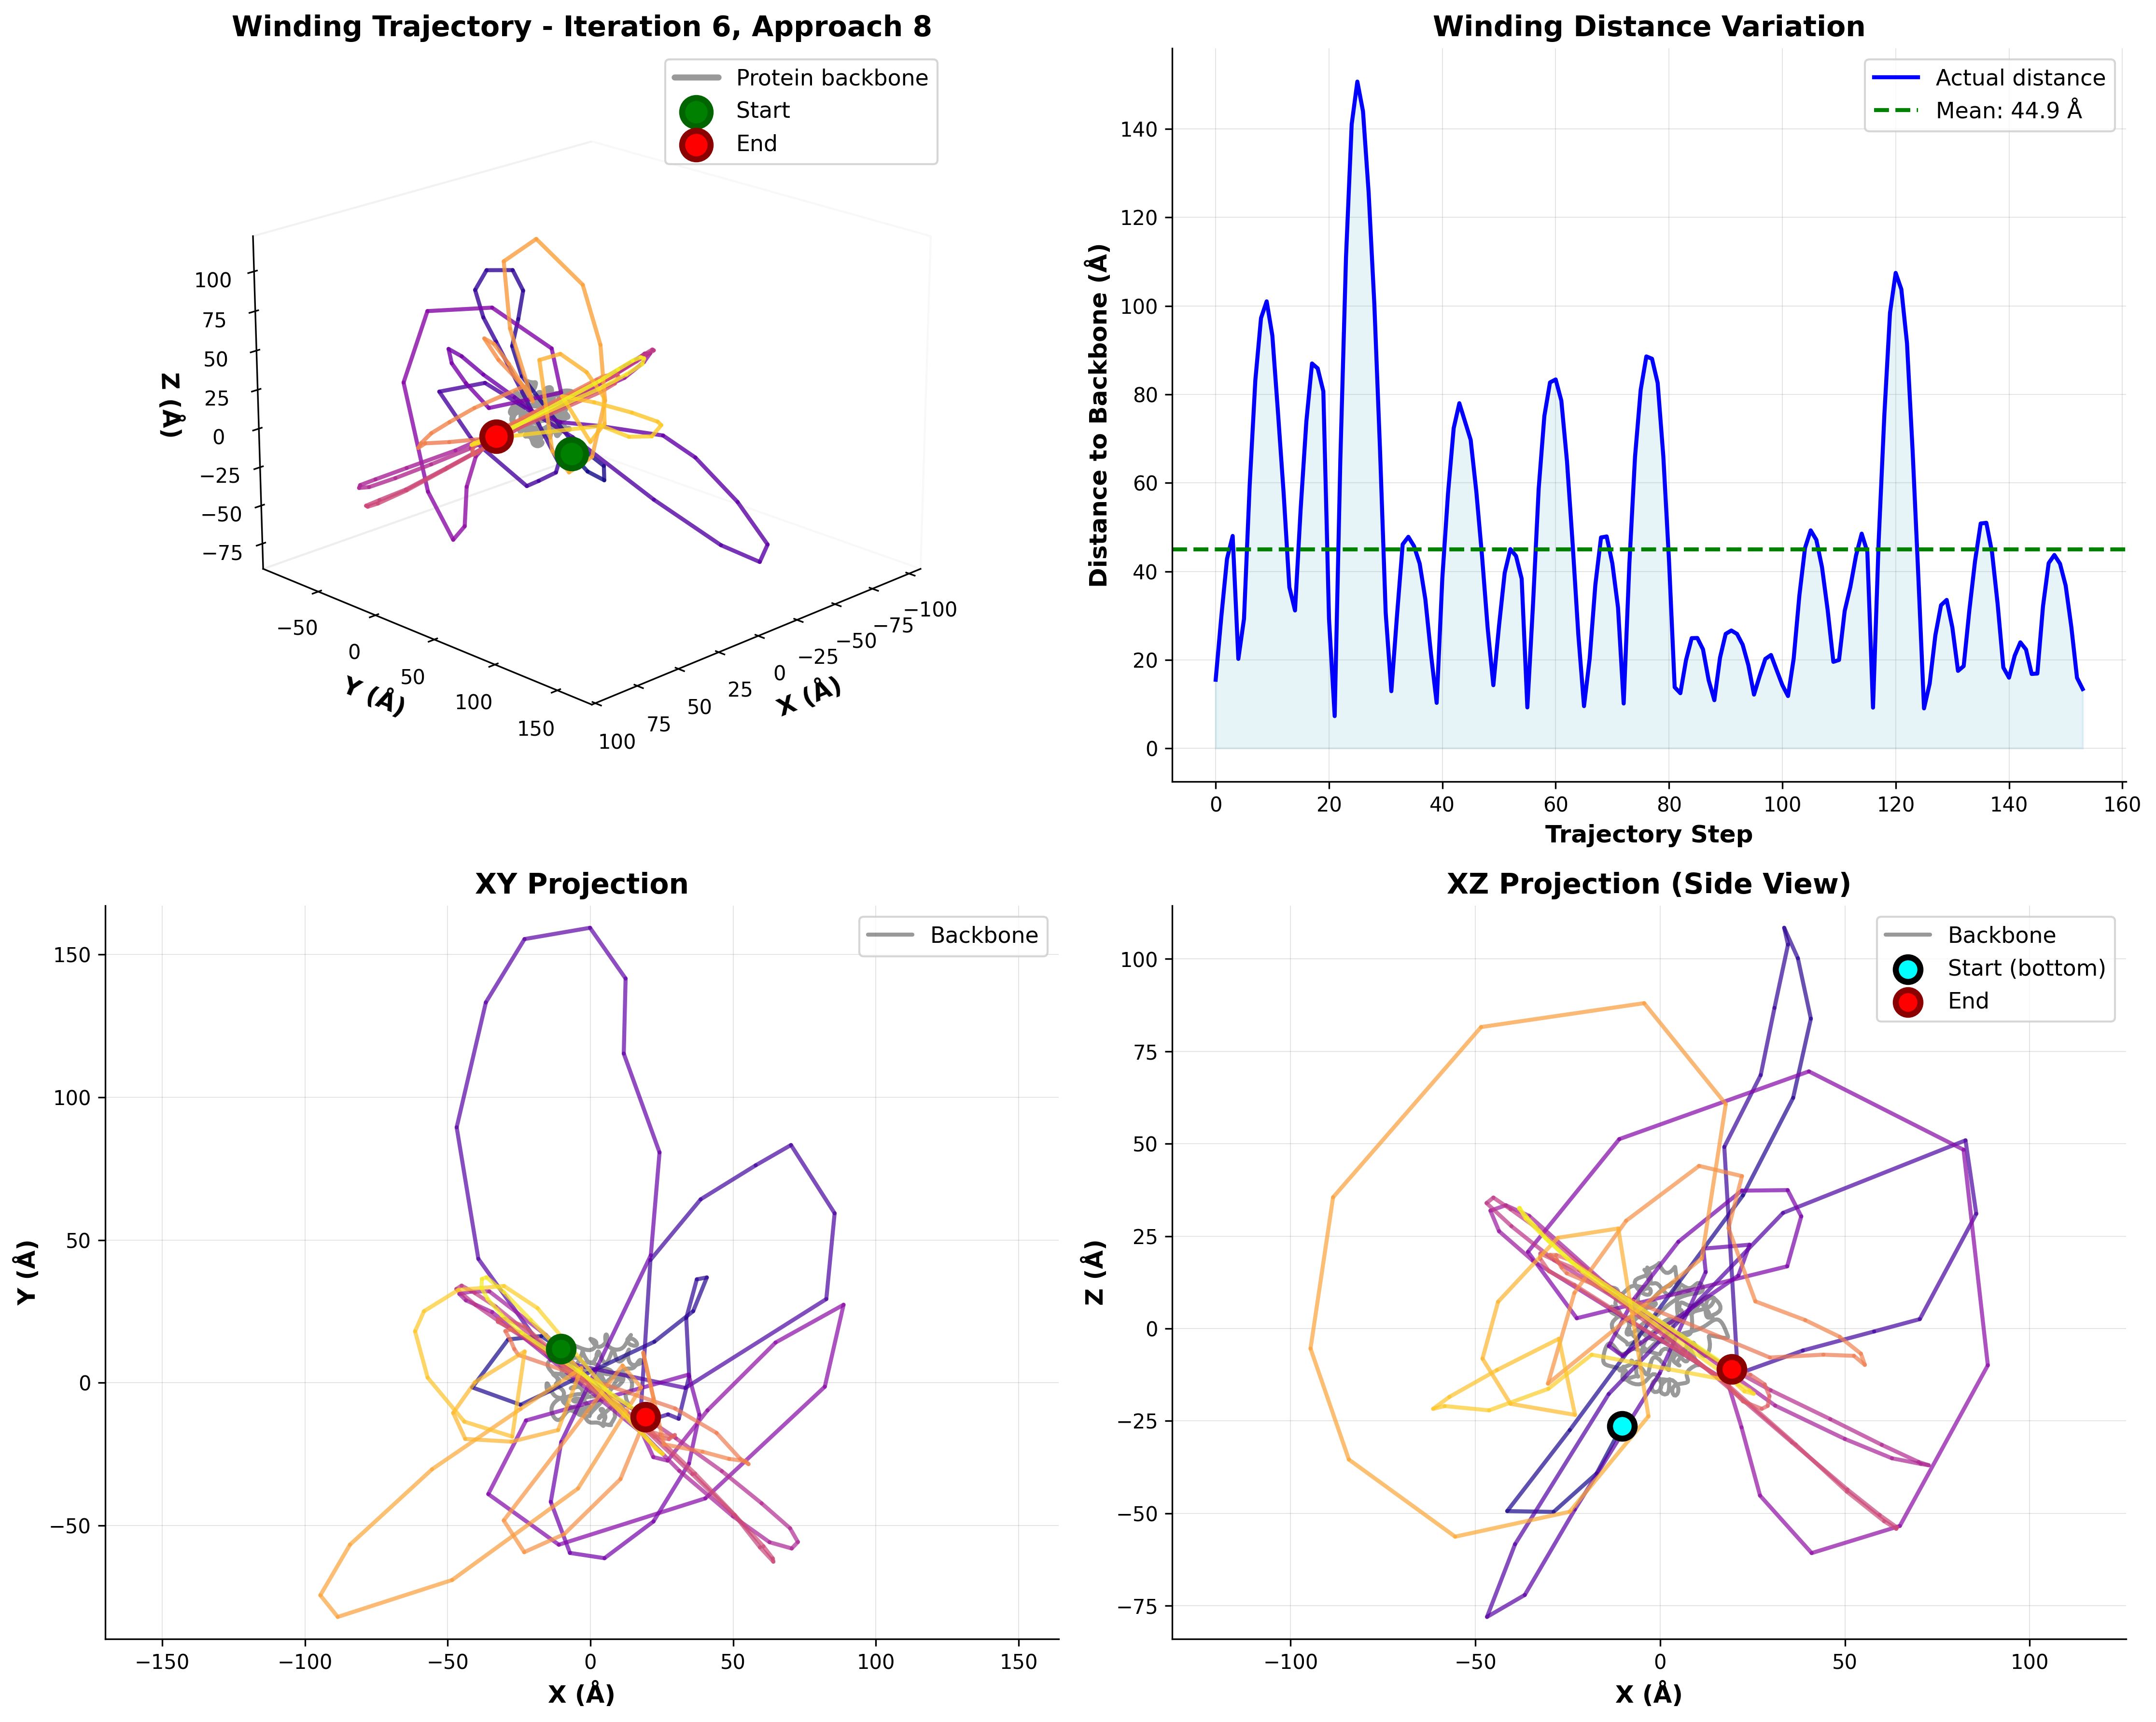 Winding Trajectory - Iteration 6, Approach 8
Protein backbone
Start
End
100
75
50
25
0
−25
−50
−75
Z (Å)
−50
0
50
100
150
Y (Å)
100
75
50
25
0
−25
−50
−75
−100
X (Å)
Winding Distance Variation
Actual distance
Mean: 44.9 Å
140
120
100
80
60
40
20
0
Distance to Backbone (Å)
0
20
40
60
80
100
120
140
160
Trajectory Step
XY Projection
Backbone
150
100
50
0
−50
Y (Å)
−150
−100
−50
0
50
100
150
X (Å)
XZ Projection (Side View)
Backbone
Start (bottom)
End
100
75
50
25
0
−25
−50
−75
Z (Å)
−100
−50
0
50
100
X (Å)